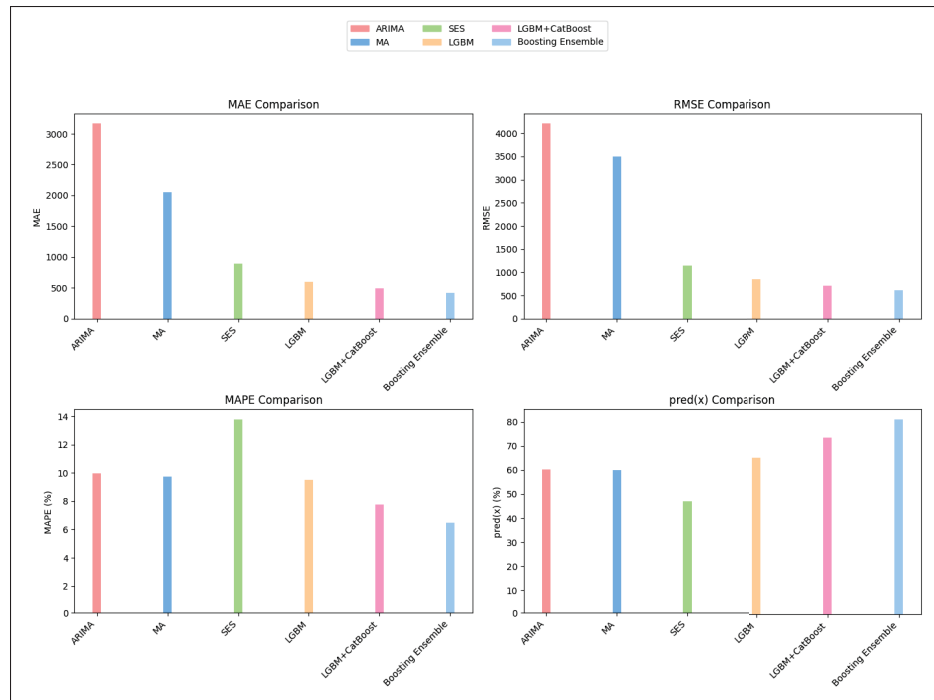 ARIMA SES LGBM+CatBoost
MA LGBM Boosting Ensemble
MAE Comparison
3000
2500
2000
1500
1000
500
0
MAE
ARIMA MA SES LGBM LGBM+CatBoost Boosting Ensemble
RMSE Comparison
4000
3500
3000
2500
2000
1500
1000
500
0
RMSE
ARIMA MA SES LGBM LGBM+CatBoost Boosting Ensemble
MAPE Comparison
14
12
10
8
6
4
2
0
MAPE (%)
ARIMA MA SES LGBM LGBM+CatBoost Boosting Ensemble
pred(x) Comparison
80
70
60
50
40
30
20
10
0
pred(x) (%)
ARIMA MA SES LGBM LGBM+CatBoost Boosting Ensemble